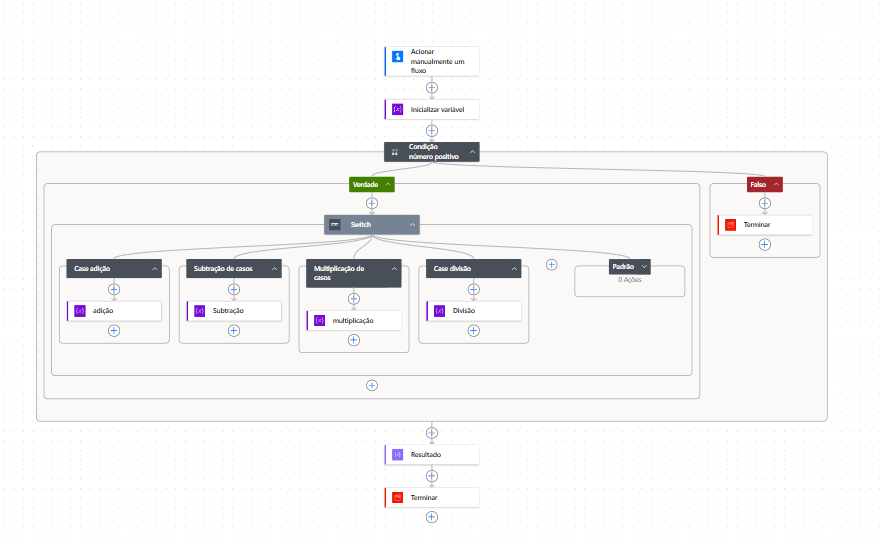 Acionar
manualmente um
fluxo
Inicializar variável
Condição
número positivo
Verdade
Falso
Switch
Terminar
Case adição
Subtração de casos
Multiplicação de
casos
Case divisão
Padrão
0 Ações
adição
Subtração
multiplicação
Divisão
Resultado
Terminar